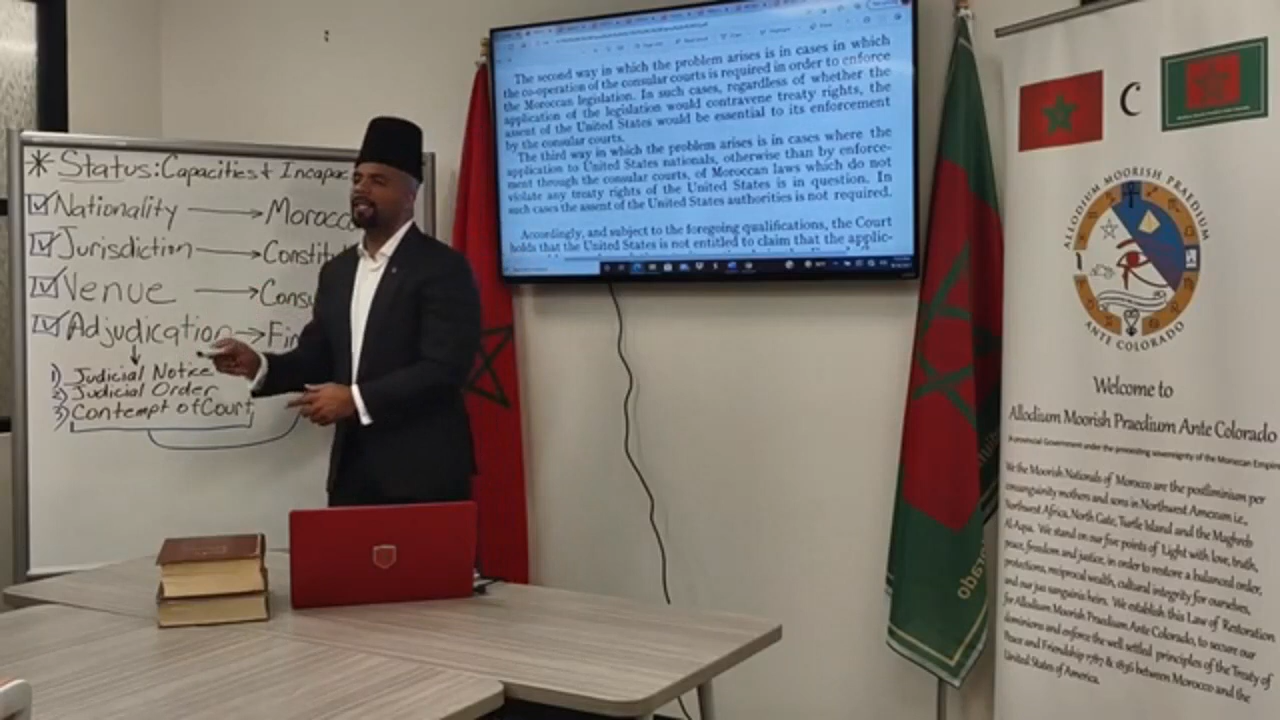 * Status: Capacities & Incapac
Nationality → Morocc
Jurisdiction → Constit
Venue → Consu
Adjudication → Fin
1) Judicial Notice
2) Judicial Order
3) Contempt of Court
The second way in which the problem arises is in cases in which
the co-operation of the consular courts is required in order to enforce
the Moroccan legislation. In such cases, regardless of whether the
application of the legislation would contravene treaty rights, the
assent of the United States would be essential to its enforcement
by the consular courts.
The third way in which the problem arises is in cases where the
application to United States nationals, otherwise than by enforce-
ment through the consular courts, of Moroccan laws which do not
violate any treaty rights of the United States is in question. In
such cases the assent of the United States authorities is not required.
Accordingly, and subject to the foregoing qualifications, the Court
holds that the United States is not entitled to claim that the applic-
ALLODIUM MOORISH PRAEDIUM
ANTE COLORADO
Welcome to
Allodium Moorish Praedium Ante Colorado
A provincial Government under the preexisting sovereignty of the Moroccan Empire
We the Moorish Nationals of Morocco are the postliminium per
consanguinity mothers and sons in Northwest Amexem i.e.,
Northwest Africa, North Gate, Turtle Island and the Maghreb
Al-Aqsa. We stand on our five points of Light with love, truth,
peace, freedom and justice, in order to restore a balanced order,
protections, reciprocal wealth, cultural integrity for ourselves,
and our jus sanguinis heirs. We establish this Law of Restoration
for Allodium Moorish Praedium Ante Colorado, to secure our
dominions and enforce the well settled principles of the Treaty of
Peace and Friendship 1787 & 1836 between Morocco and the
United States of America.